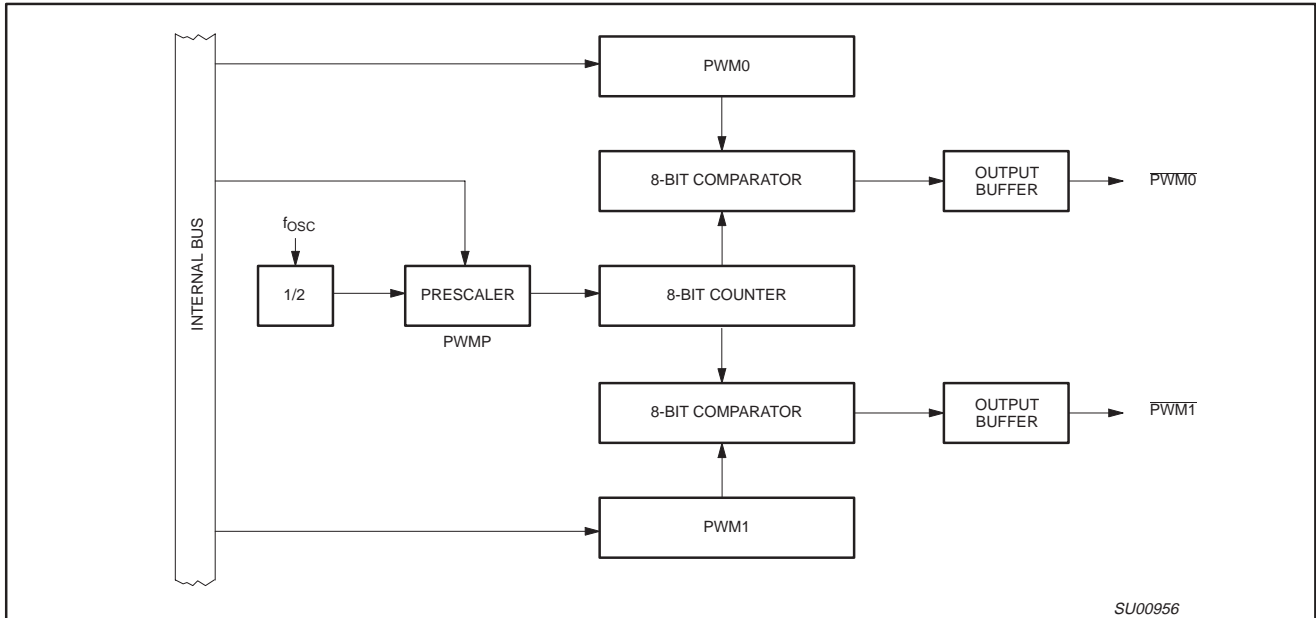 PWM0
8-BIT COMPARATOR
OUTPUT
BUFFER
PWM0
INTERNAL BUS
fOSC
1/2
PRESCALER
8-BIT COUNTER
PWMP
8-BIT COMPARATOR
OUTPUT
BUFFER
PWM1
PWM1
SU00956